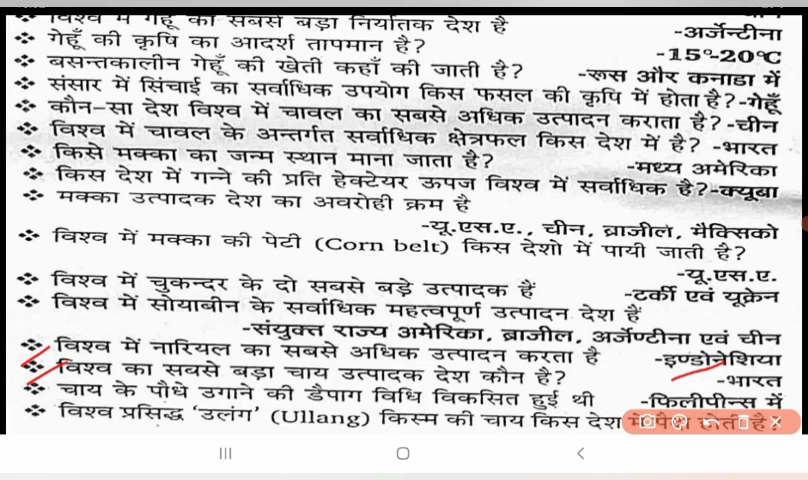 विश्व में गेहूँ का सबसे बड़ा निर्यातक देश है -अर्जेन्टीना
❖ गेहूँ की कृषि का आदर्श तापमान है? -15°-20°C
❖ बसन्तकालीन गेहूँ की खेती कहाँ की जाती है? -रूस और कनाडा में
❖ संसार में सिंचाई का सर्वाधिक उपयोग किस फसल की कृषि में होता है?-गेहूँ
❖ कौन-सा देश विश्व में चावल का सबसे अधिक उत्पादन कराता है?-चीन
❖ विश्व में चावल के अन्तर्गत सर्वाधिक क्षेत्रफल किस देश में है? -भारत
❖ किसे मक्का का जन्म स्थान माना जाता है? -मध्य अमेरिका
❖ किस देश में गन्ने की प्रति हेक्टेयर ऊपज विश्व में सर्वाधिक है?-क्यूबा
❖ मक्का उत्पादक देश का अवरोही क्रम है
-यू.एस.ए., चीन, ब्राजील, मैक्सिको
❖ विश्व में मक्का की पेटी (Corn belt) किस देशो में पायी जाती है?
-यू.एस.ए.
❖ विश्व में चुकन्दर के दो सबसे बड़े उत्पादक हैं -टर्की एवं यूक्रेन
❖ विश्व में सोयाबीन के सर्वाधिक महत्वपूर्ण उत्पादन देश हैं
-संयुक्त राज्य अमेरिका, ब्राजील, अर्जेण्टीना एवं चीन
❖ विश्व में नारियल का सबसे अधिक उत्पादन करता है -इण्डोनेशिया
❖ विश्व का सबसे बड़ा चाय उत्पादक देश कौन है? -भारत
❖ चाय के पौधे उगाने की डैपाग विधि विकसित हुई थी -फिलीपीन्स में
❖ विश्व प्रसिद्ध 'उलंग' (Ullang) किस्म की चाय किस देश में पैदा होती है?